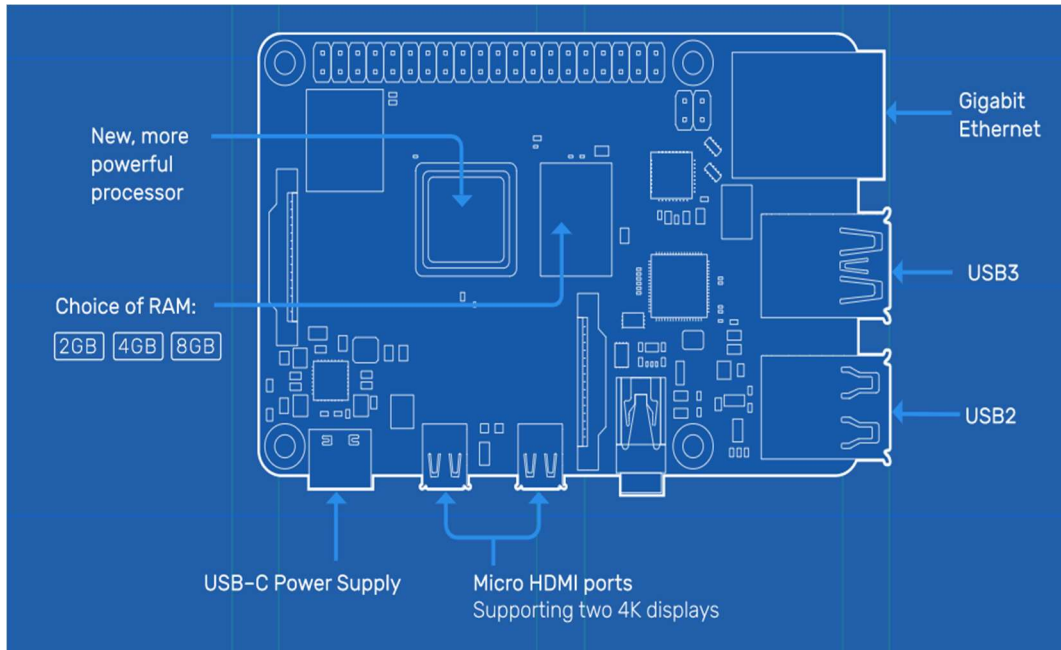 New, more
powerful
processor
Gigabit
Ethernet
USB3
Choice of RAM:
2GB 4GB 8GB
USB2
USB-C Power Supply
Micro HDMI ports
Supporting two 4K displays